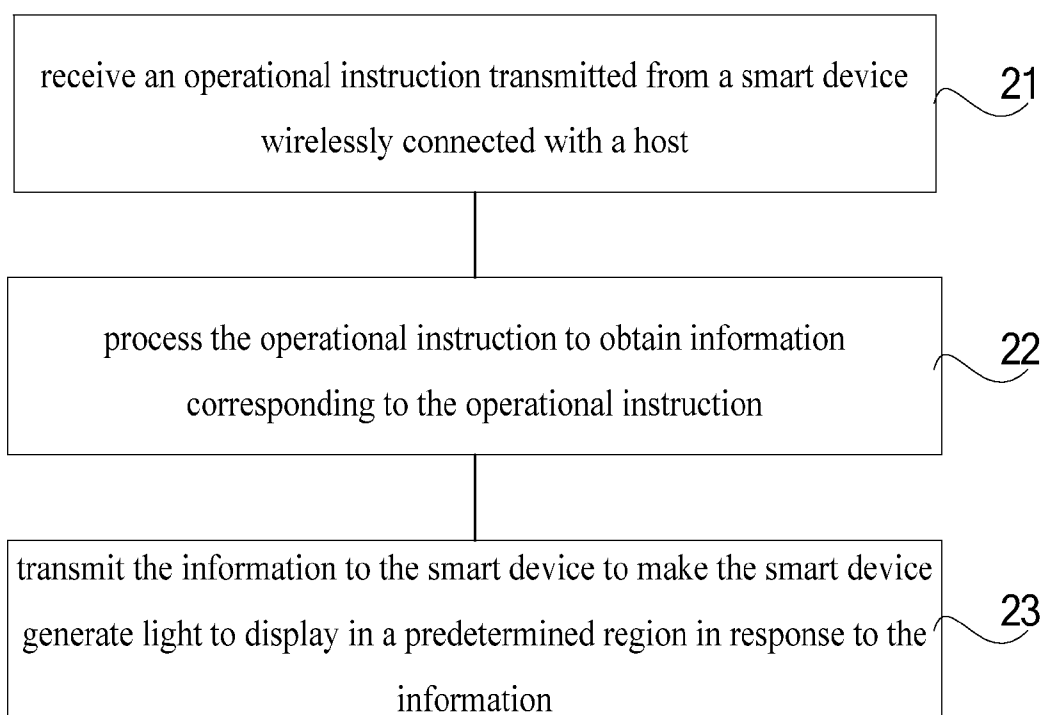 receive an operational instruction transmitted from a smart device
wirelessly connected with a host
21
process the operational instruction to obtain information
corresponding to the operational instruction
22
transmit the information to the smart device to make the smart device
generate light to display in a predetermined region in response to the
information
23